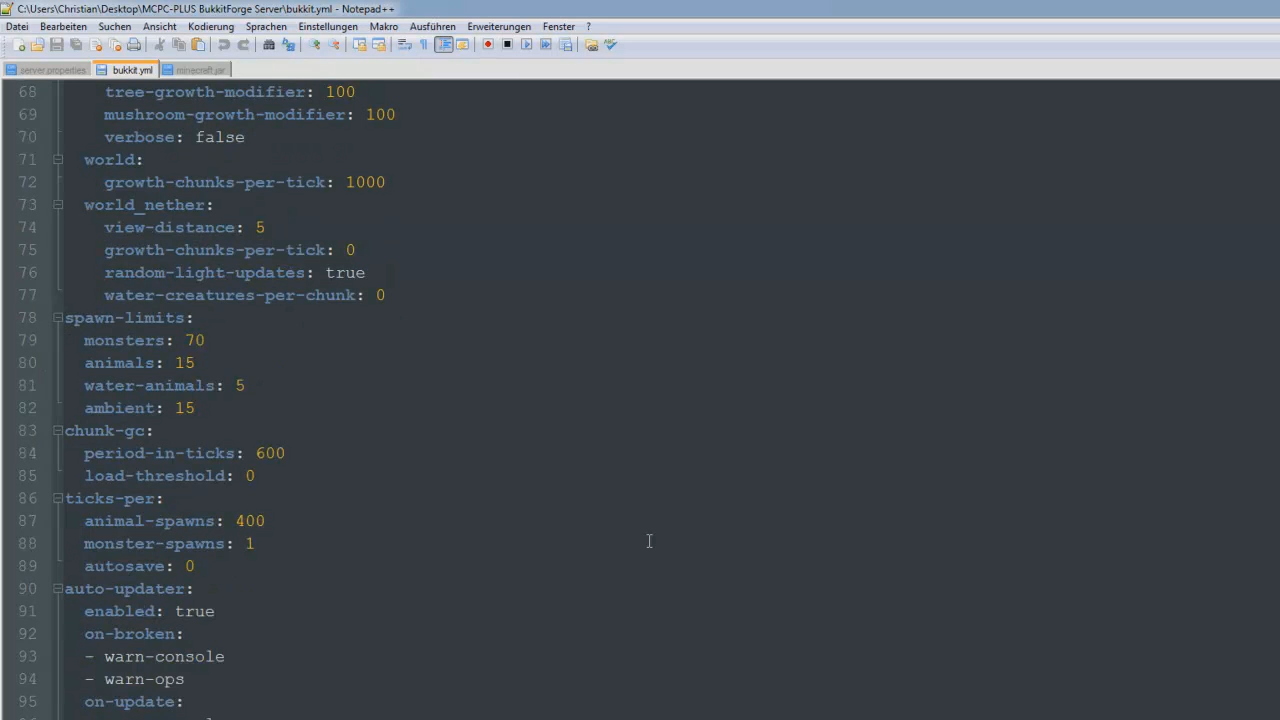 C:\Users\Christian\Desktop\MCPC-PLUS BukkitForge Server\bukkit.yml - Notepad++
Datei Bearbeiten Suchen Ansicht Kodierung Sprachen Einstellungen Makro Ausführen Erweiterungen Fenster ?
server.properties bukkit.yml minecraft.jar
68 tree-growth-modifier: 100
69 mushroom-growth-modifier: 100
70 verbose: false
71 world:
72 growth-chunks-per-tick: 1000
73 world_nether:
74 view-distance: 5
75 growth-chunks-per-tick: 0
76 random-light-updates: true
77 water-creatures-per-chunk: 0
78 spawn-limits:
79 monsters: 70
80 animals: 15
81 water-animals: 5
82 ambient: 15
83 chunk-gc:
84 period-in-ticks: 600
85 load-threshold: 0
86 ticks-per:
87 animal-spawns: 400
88 monster-spawns: 1
89 autosave: 0
90 auto-updater:
91 enabled: true
92 on-broken:
93 - warn-console
94 - warn-ops
95 on-update: